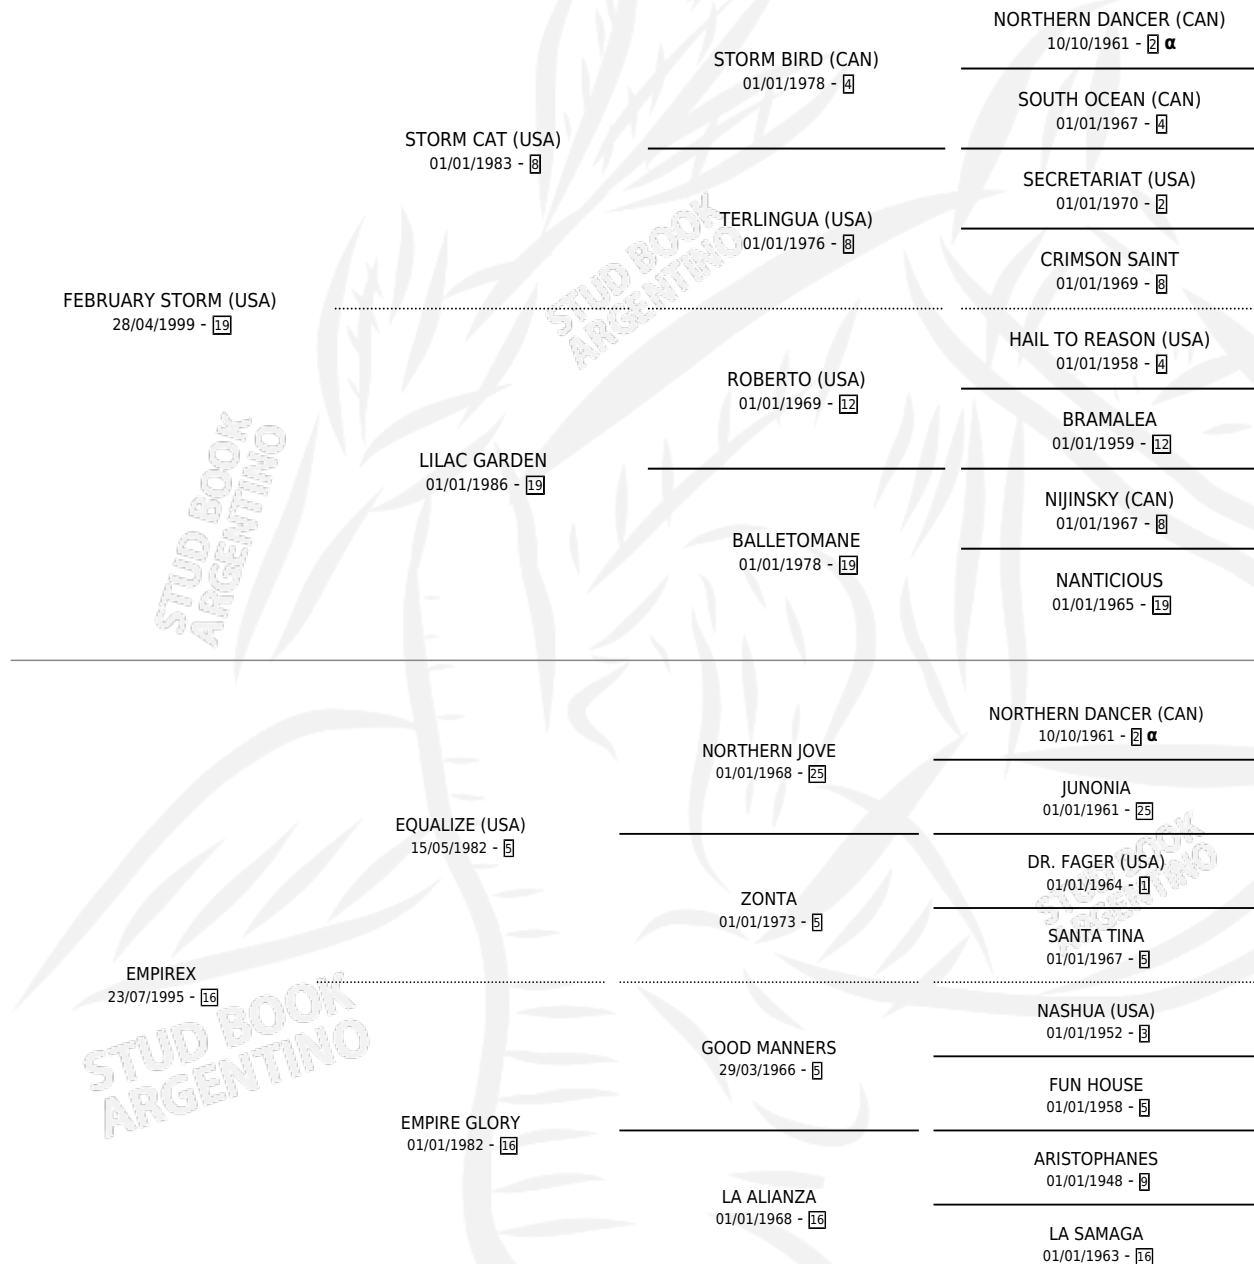 NORTHERN DANCER (CAN)
10/10/1961 - 2 α
STORM BIRD (CAN)
01/01/1978 - 4
SOUTH OCEAN (CAN)
01/01/1967 - 4
STORM CAT (USA)
01/01/1983 - 8
SECRETARIAT (USA)
01/01/1970 - 2
TERLINGUA (USA)
01/01/1976 - 8
CRIMSON SAINT
01/01/1969 - 8
FEBRUARY STORM (USA)
28/04/1999 - 19
HAIL TO REASON (USA)
01/01/1958 - 4
ROBERTO (USA)
01/01/1969 - 12
BRAMALEA
01/01/1959 - 12
LILAC GARDEN
01/01/1986 - 19
NIJINSKY (CAN)
01/01/1967 - 8
BALLETOMANE
01/01/1978 - 19
NANTICIOUS
01/01/1965 - 19
NORTHERN DANCER (CAN)
10/10/1961 - 2 α
NORTHERN JOVE
01/01/1968 - 25
JUNONIA
01/01/1961 - 25
EQUALIZE (USA)
15/05/1982 - 5
DR. FAGER (USA)
01/01/1964 - 1
ZONTA
01/01/1973 - 5
SANTA TINA
01/01/1967 - 5
EMPIREX
23/07/1995 - 16
NASHUA (USA)
01/01/1952 - 3
GOOD MANNERS
29/03/1966 - 5
FUN HOUSE
01/01/1958 - 5
EMPIRE GLORY
01/01/1982 - 16
ARISTOPHANES
01/01/1948 - 9
LA ALIANZA
01/01/1968 - 16
LA SAMAGA
01/01/1963 - 16
STUD BOOK
ARGENTINO
STUD BOOK
ARGENTINO
STUD BOOK
ARGENTINO
STUD BOOK
ARGENTINO